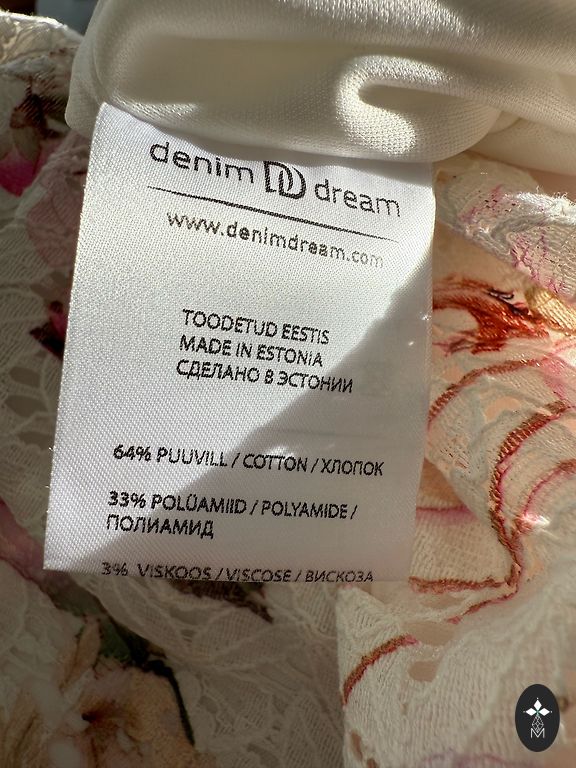 denim DD dream
www.denimdream.com
TOODETUD EESTIS
MADE IN ESTONIA
СДЕЛАНО В ЭСТОНИИ
64% PUUVILL / COTTON / ХЛОПОК
33% POLÜAMIID / POLYAMIDE /
ПОЛИАМИД
3% VISKOOS / VISCOSE / ВИСКОЗА
M